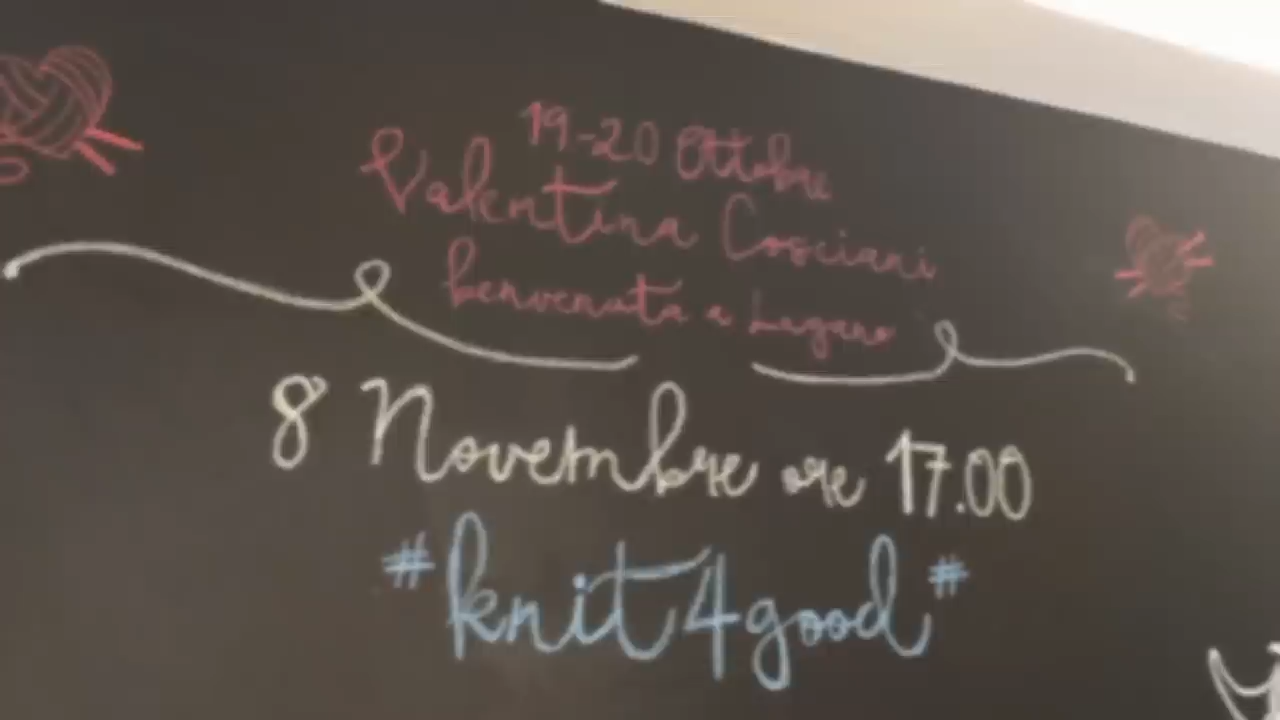 19-20 Ottobre
Valentina Cosciani
benvenuta a Lugano
8 Novembre ore 17.00
#knit4good#